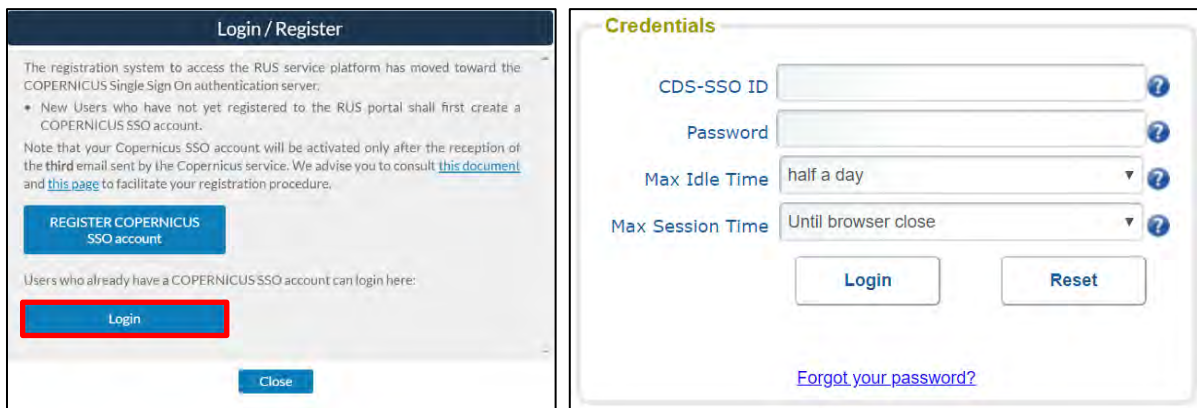 Login / Register
The registration system to access the RUS service platform has moved toward the
COPERNICUS Single Sign On authentication server.
• New Users who have not yet registered to the RUS portal shall first create a
COPERNICUS SSO account.
Note that your Copernicus SSO account will be activated only after the reception of
the third email sent by the Copernicus service. We advise you to consult this document
and this page to facilitate your registration procedure.
REGISTER COPERNICUS
SSO account
Users who already have a COPERNICUS SSO account can login here:
Login
Close
Credentials
CDS-SSO ID
?
Password
?
Max Idle Time half a day
?
Max Session Time Until browser close
?
Login Reset
Forgot your password?